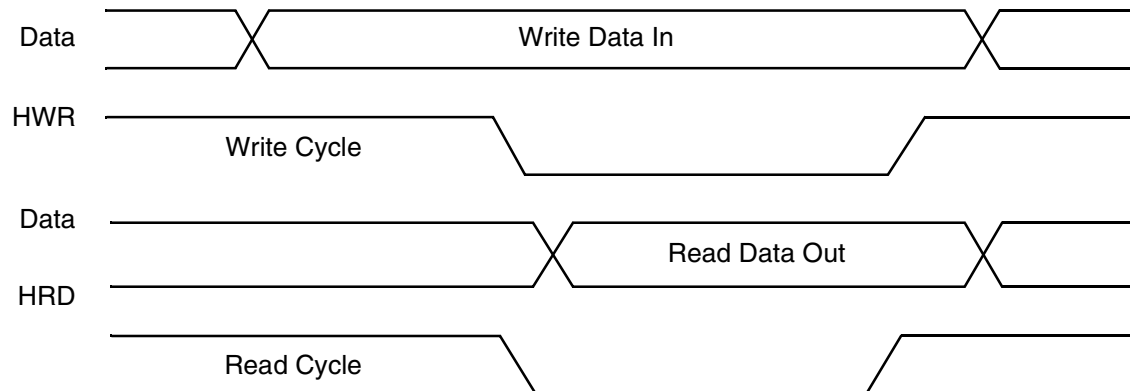 Data
Write Data In
HWR
Write Cycle
Data
Read Data Out
HRD
Read Cycle